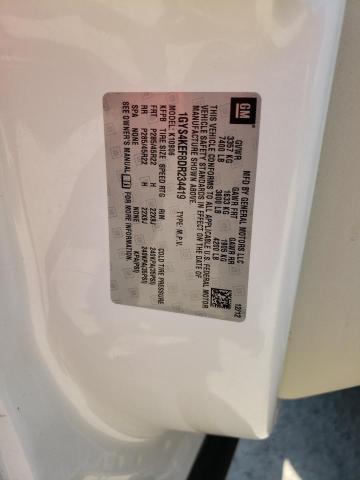 GM
MFD BY GENERAL MOTORS LLC
GVWR GAWR FRT GAWR RR
3357 KG 1633 KG 1905 KG
7400 LB 3600 LB 4200 LB
THIS VEHICLE CONFORMS TO ALL APPLICABLE U.S. FEDERAL MOTOR
VEHICLE SAFETY STANDARDS IN EFFECT ON THE DATE OF
MANUFACTURE SHOWN ABOVE.
12/12
1GYS4KEF8DR234419 TYPE: M.P.V.
MODEL: K10906
KFPB TIRE SIZE SPEED RTG RIM COLD TIRE PRESSURE
FRT P285/45R22 H 22X9J 240KPA(35PSI)
RR P285/45R22 H 22X9J 240KPA(35PSI)
SPA NONE NONE KPA(PSI)
SEE OWNER'S MANUAL FOR MORE INFORMATION.